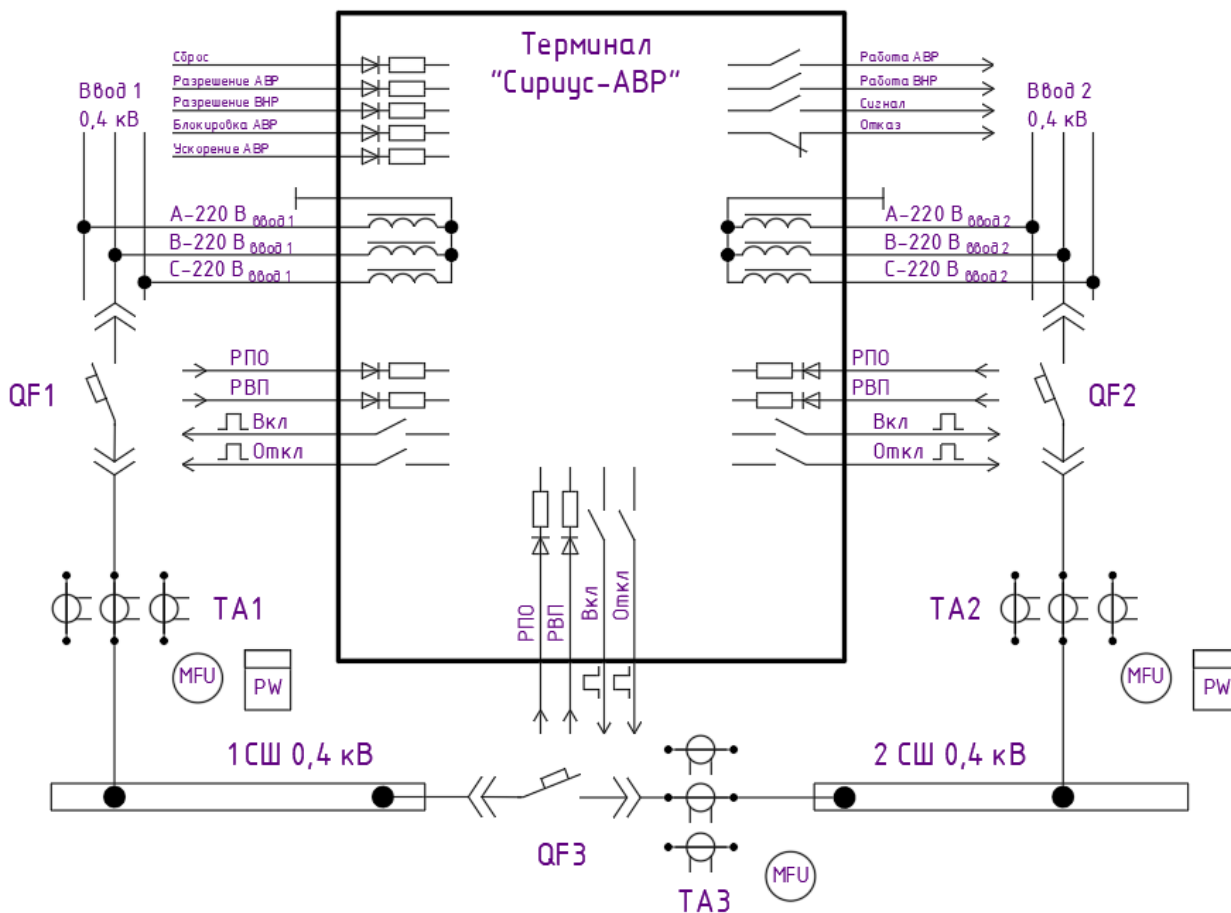 Терминал
"Сириус-АВР"
Сброс
Разрешение АВР
Разрешение ВНР
Блокировка АВР
Ускорение АВР
Работа АВР
Работа ВНР
Сигнал
Отказ
Ввод 1
0,4 кВ
Ввод 2
0,4 кВ
А-220 В ввод 1
В-220 В ввод 1
С-220 В ввод 1
А-220 В ввод 2
В-220 В ввод 2
С-220 В ввод 2
QF1
РПО
РВП
Вкл
Откл
РПО
РВП
Вкл
Откл
QF2
РПО
РВП
Вкл
Откл
TA1
MFU
PW
TA2
MFU
PW
1 СШ 0,4 кВ
2 СШ 0,4 кВ
QF3
TA3
MFU